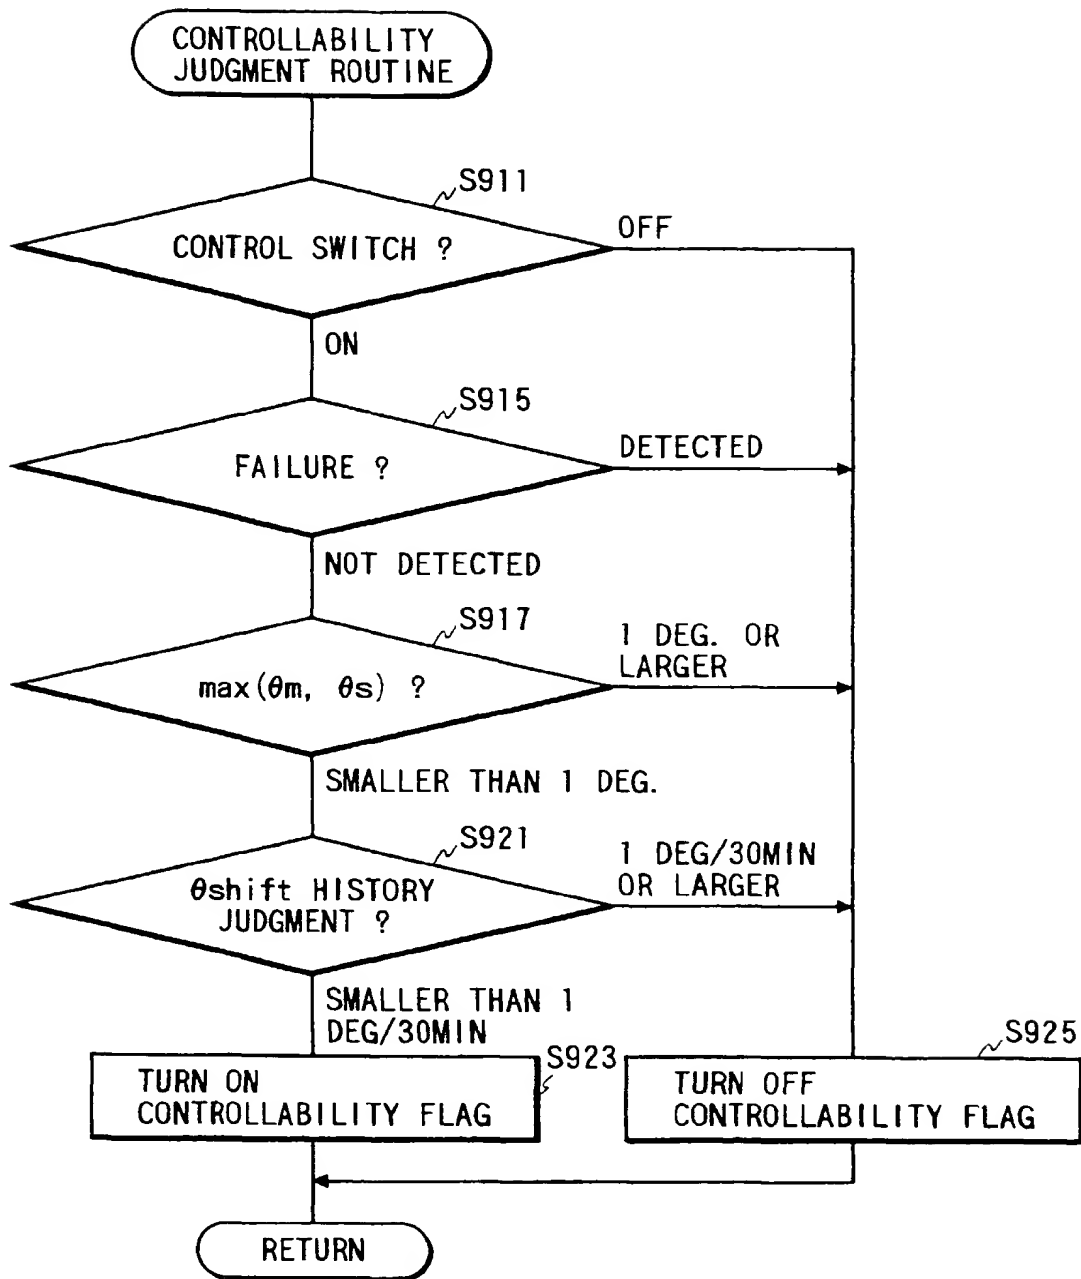 CONTROLLABILITY
JUDGMENT ROUTINE
S911
CONTROL SWITCH ?
OFF
ON
S915
FAILURE ?
DETECTED
NOT DETECTED
S917
max(θm, θs) ?
1 DEG. OR
LARGER
SMALLER THAN 1 DEG.
S921
θshift HISTORY
JUDGMENT ?
1 DEG/30MIN
OR LARGER
SMALLER THAN 1
DEG/30MIN
S923
TURN ON
CONTROLLABILITY FLAG
S925
TURN OFF
CONTROLLABILITY FLAG
RETURN